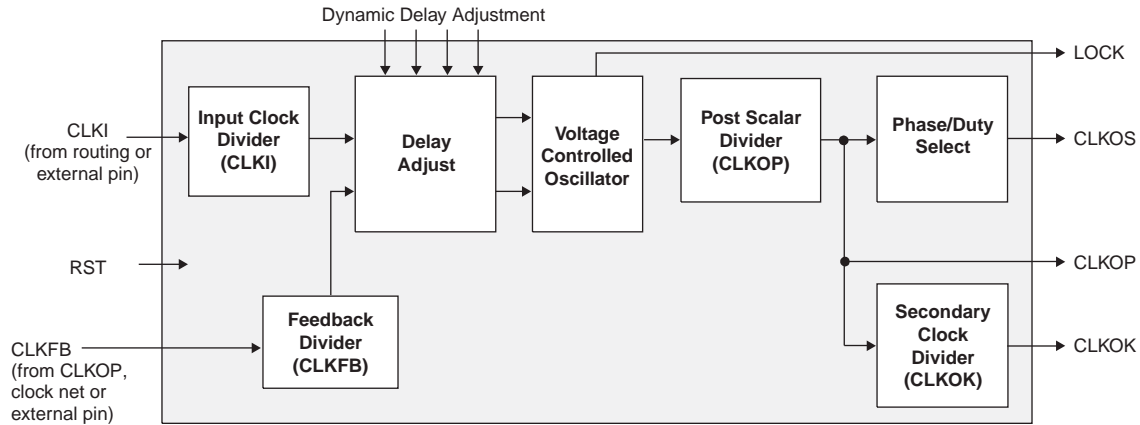 Dynamic Delay Adjustment
LOCK
Input Clock
Divider
(CLKI)
CLKI
(from routing or
external pin)
Delay
Adjust
Voltage
Controlled
Oscillator
Post Scalar
Divider
(CLKOP)
Phase/Duty
Select
CLKOS
RST
CLKOP
Feedback
Divider
(CLKFB)
CLKFB
(from CLKOP,
clock net or
external pin)
Secondary
Clock
Divider
(CLKOK)
CLKOK